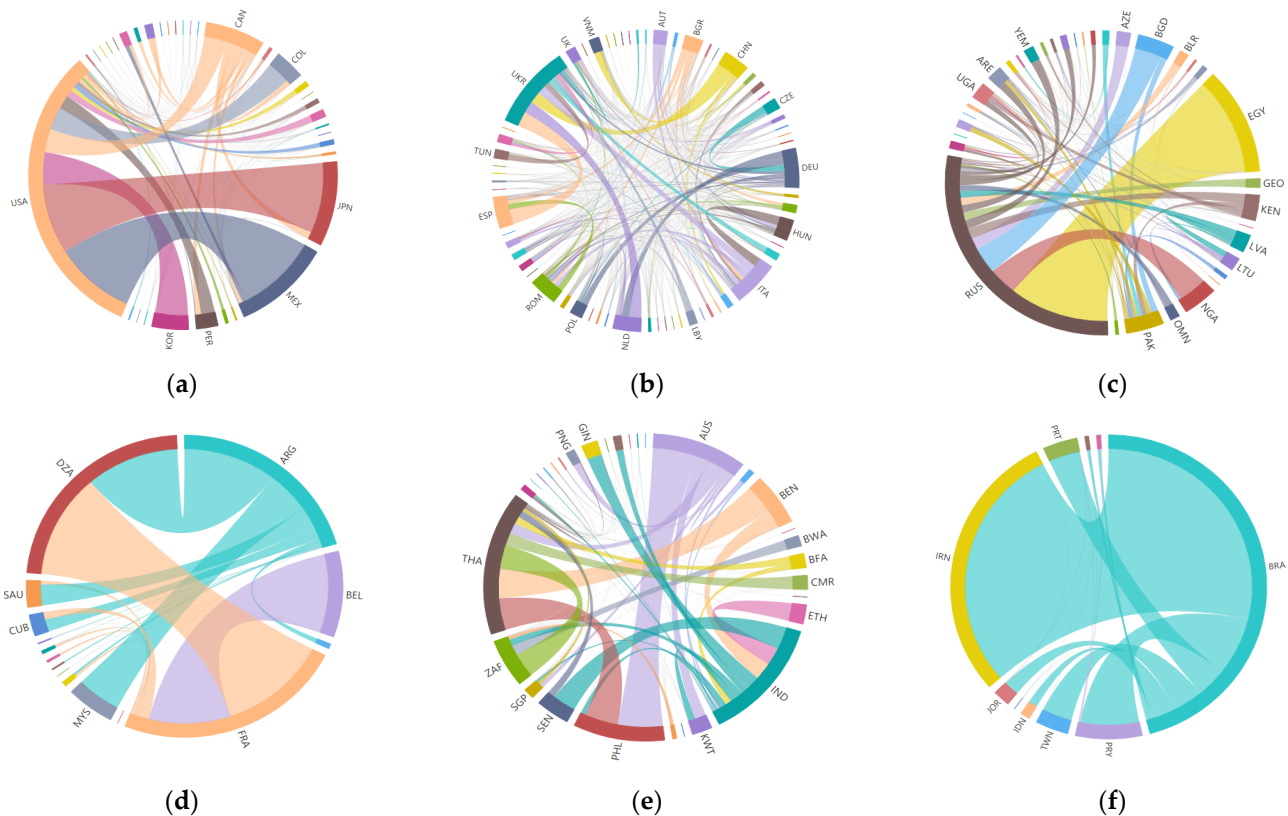 CAN
COL
JPN
MEX
PER
KOR
USA
(a)
AUT
BGR
CHN
CZE
DEU
HUN
ITA
LBY
NLD
POL
ROM
ESP
TUN
UKR
UK
VNM
(b)
AZE
BGD
BLR
EGY
GEO
KEN
LVA
LTU
NGA
OMN
PAK
RUS
UGA
ARE
YEM
(c)
ARG
BEL
FRA
MYS
CUB
SAU
DZA
(d)
AUS
BEN
BWA
BFA
CMR
ETH
IND
KWT
PHL
SEN
SGP
ZAF
THA
PNG
GIN
(e)
BRA
PRY
TWN
IDN
JOR
IRN
PRT
(f)